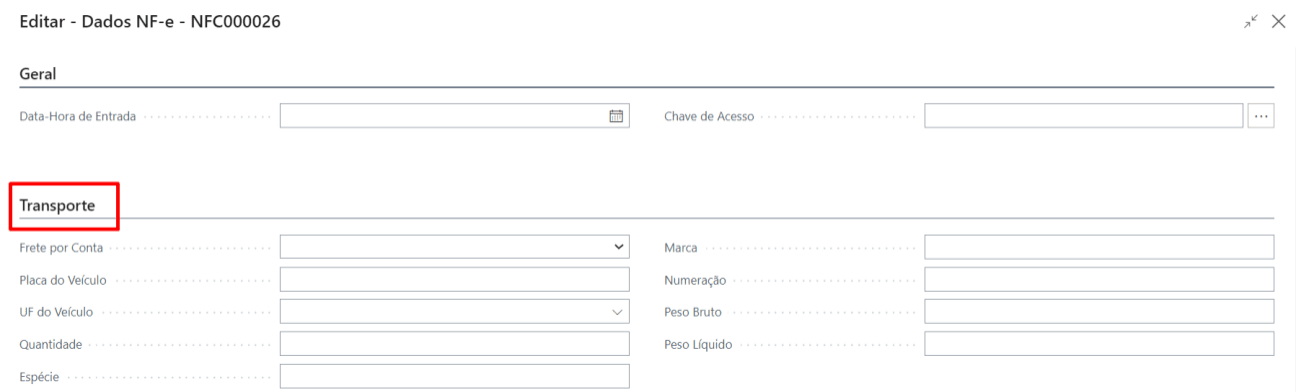 Editar - Dados NF-e - NFC000026
Geral
Data-Hora de Entrada
Chave de Acesso
Transporte
Frete por Conta
Marca
Placa do Veículo
Numeração
UF do Veículo
Peso Bruto
Quantidade
Peso Líquido
Espécie